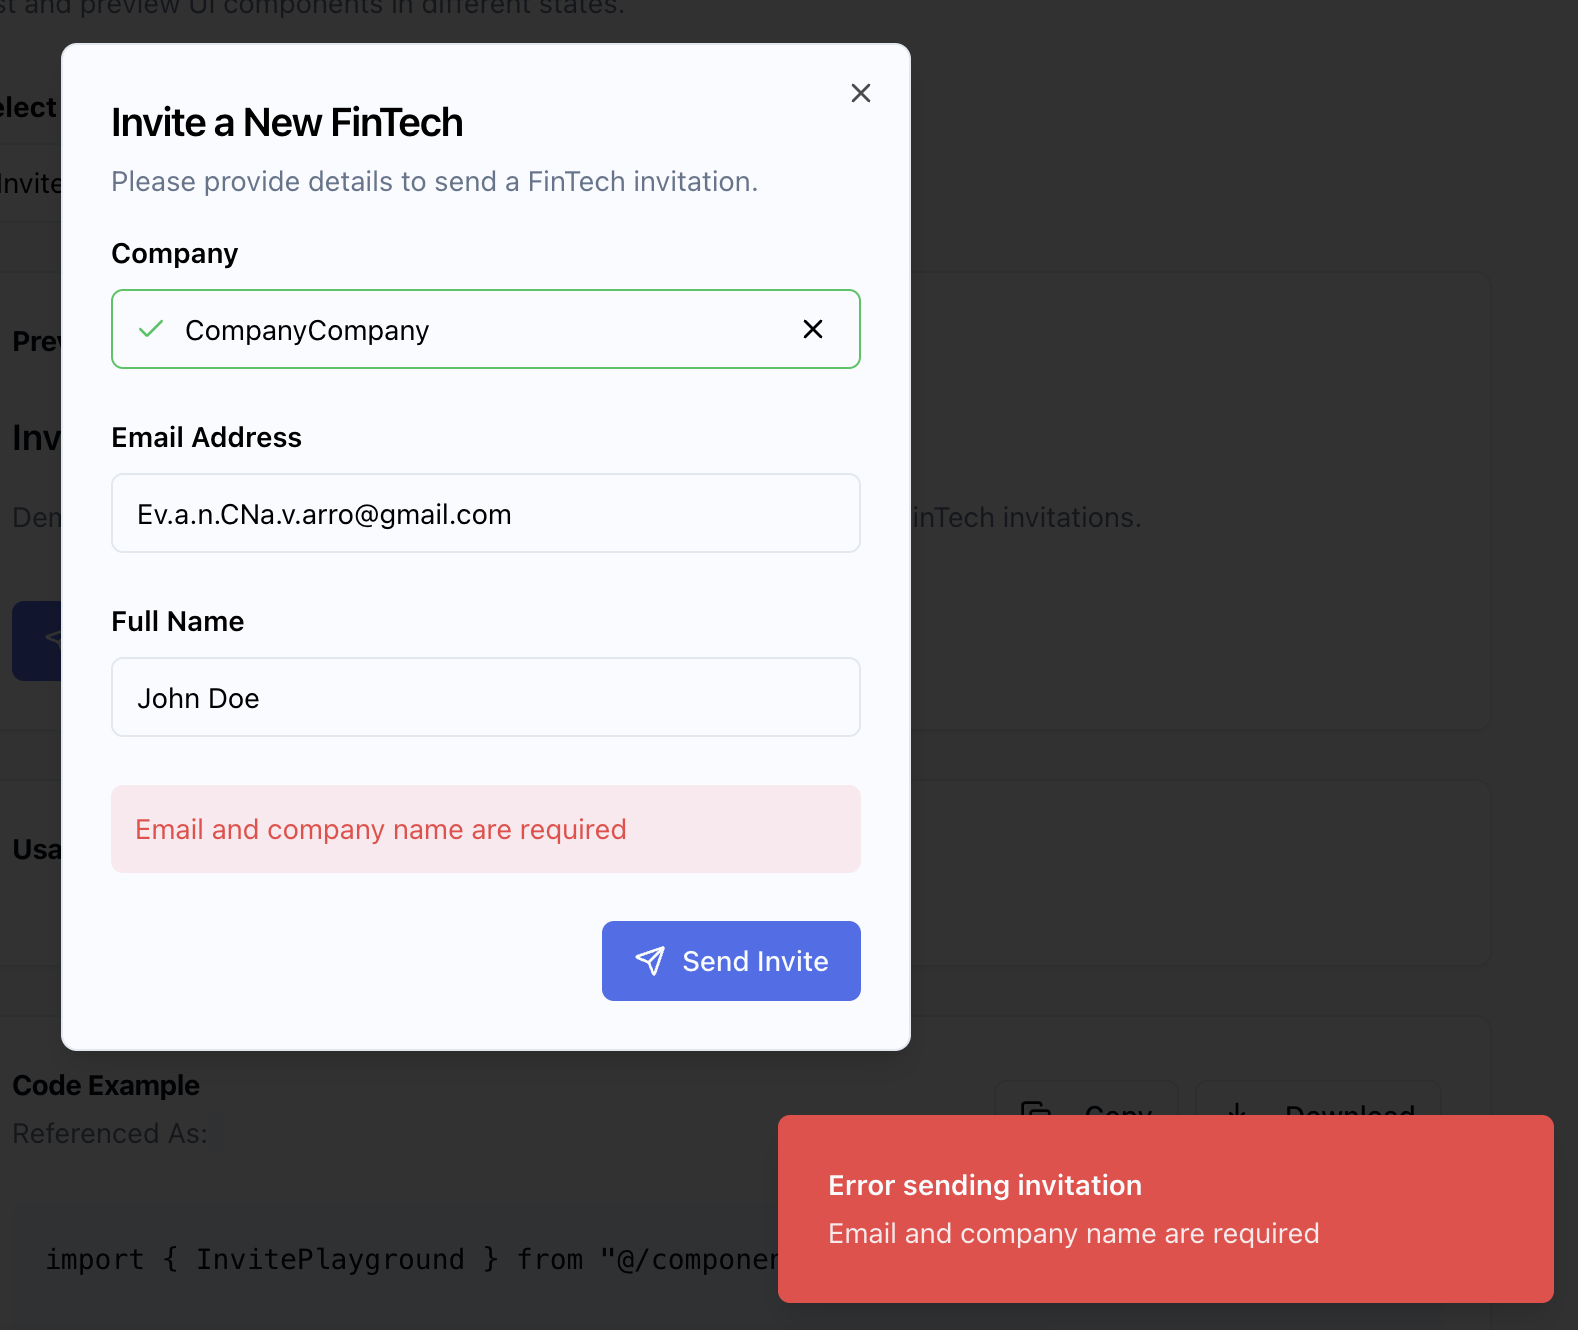 st and preview UI components in different states.
Invite a New FinTech
Please provide details to send a FinTech invitation.
elect
Invite
Company
CompanyCompany
Prev
Email Address
Inv
Ev.a.n.CNa.v.arro@gmail.com
Den
inTech invitations.
Full Name
John Doe
Email and company name are required
Usa
Send Invite
Code Example
Copy
Download
Referenced As:
Error sending invitation
Email and company name are required
import { InvitePlayground } from "@/componen